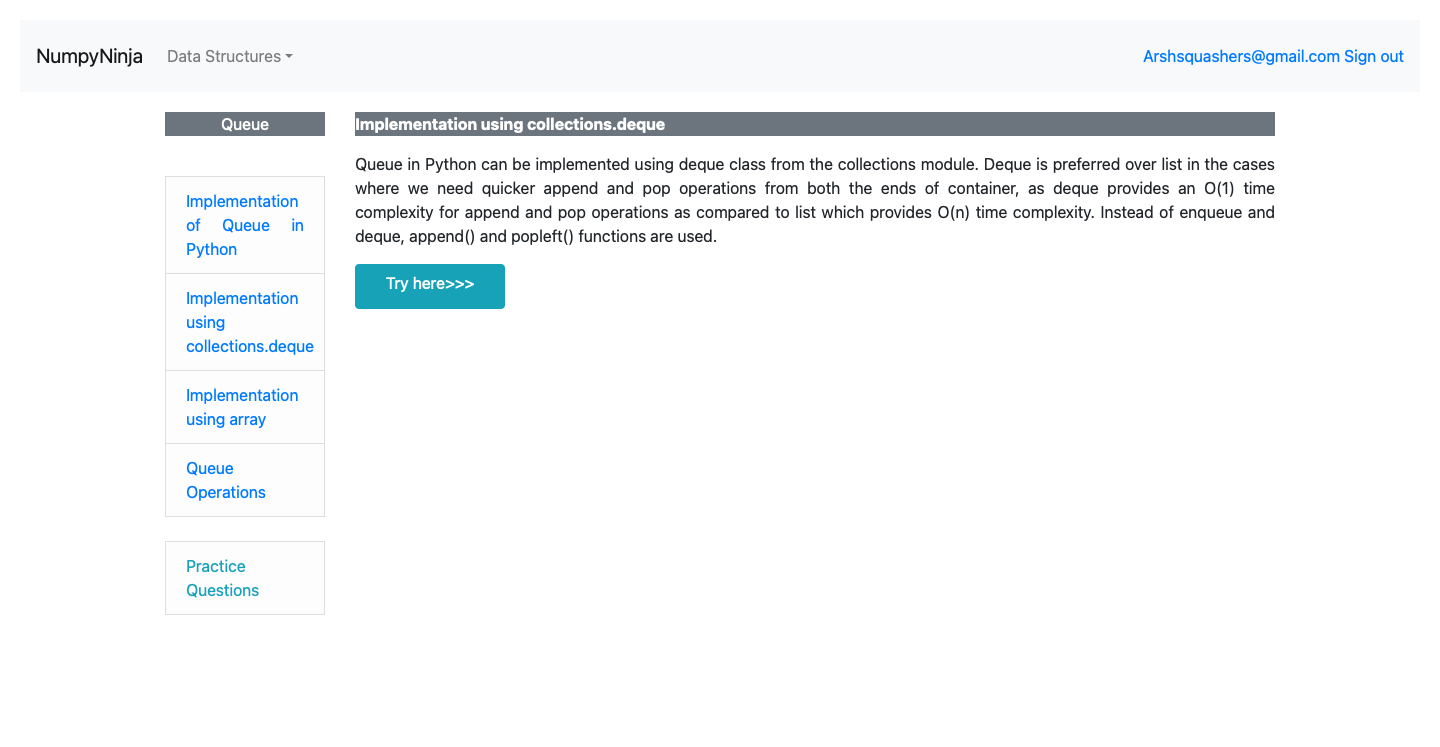 NumpyNinja
Data Structures
Arshsquashers@gmail.com Sign out
Queue
Implementation
of Queue in
Python
Implementation
using
collections.deque
Implementation
using array
Queue
Operations
Practice
Questions
Implementation using collections.deque
Queue in Python can be implemented using deque class from the collections module. Deque is preferred over list in the cases
where we need quicker append and pop operations from both the ends of container, as deque provides an O(1) time
complexity for append and pop operations as compared to list which provides O(n) time complexity. Instead of enqueue and
deque, append() and popleft() functions are used.
Try here>>>